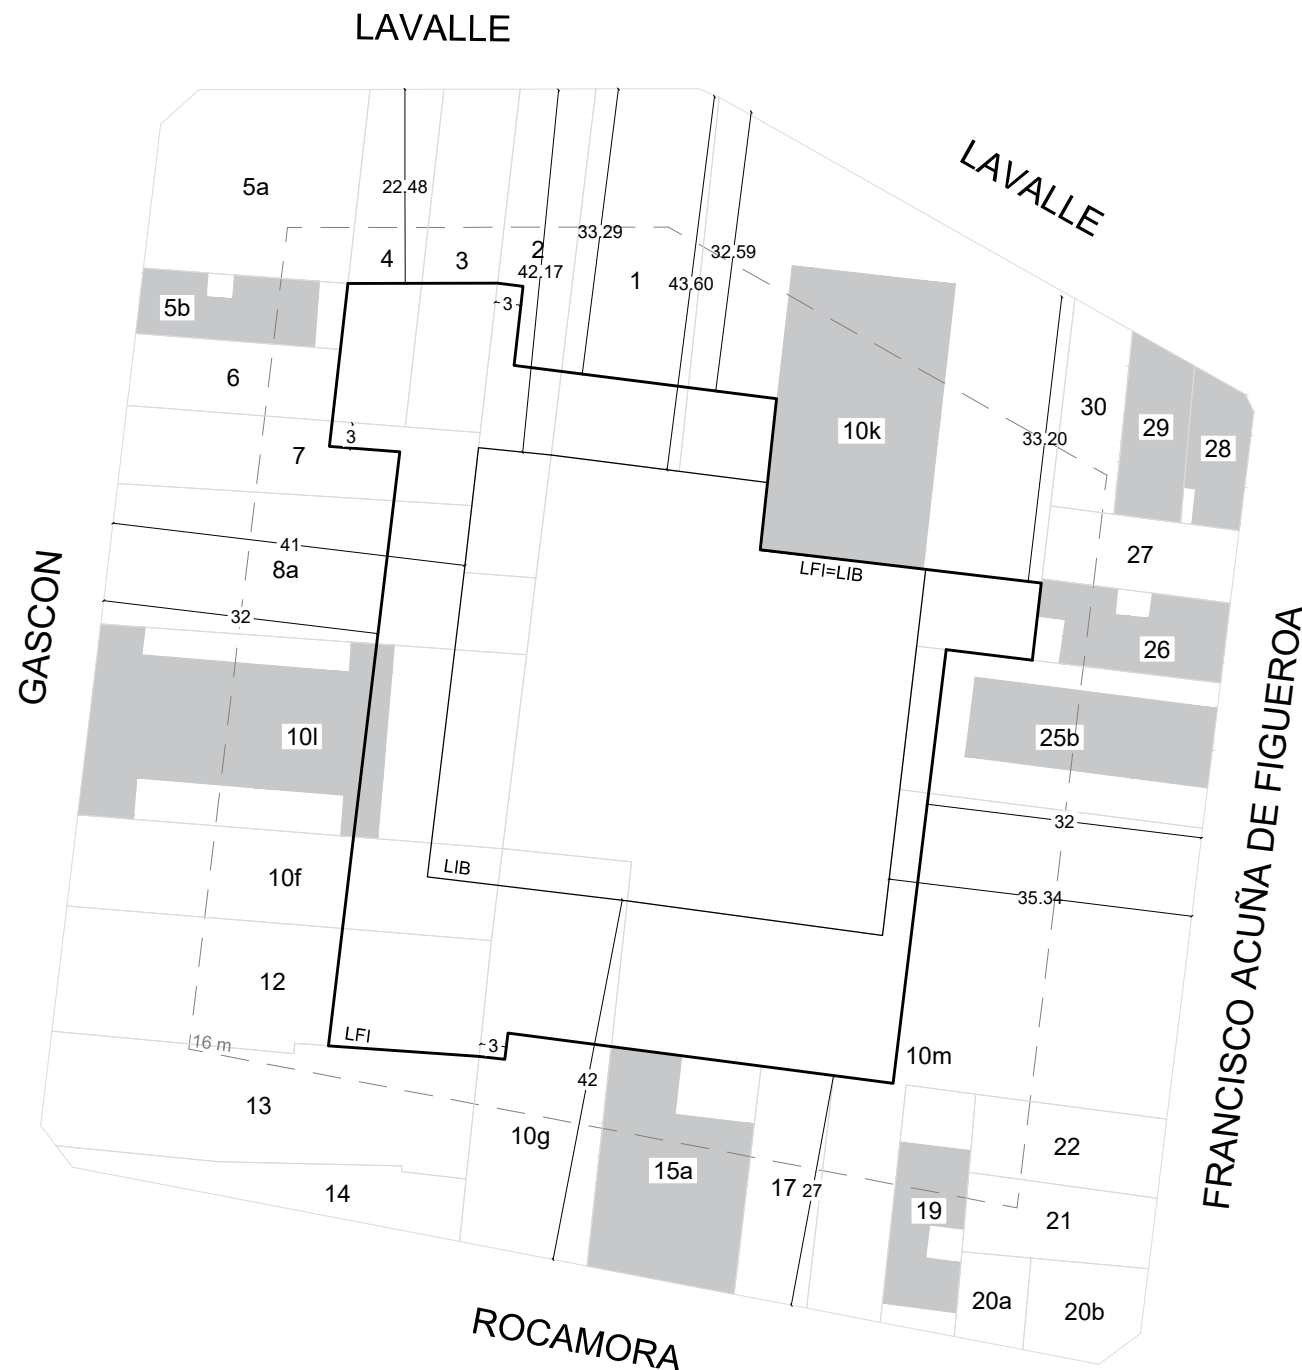 LAVALLE
LAVALLE
5a
22.48
4
3
2
42.17
33.29
1
43.60
32.59
5b
3
6
30
10k
29
28
33.20
3
7
41
8a
LFI=LIB
27
32
26
GASCON
10l
25b
FRANCISCO ACUÑA DE FIGUEROA
32
LIB
10f
35.34
12
LFI
16 m
3
10m
42
13
10g
15a
17
27
22
14
19
21
20a
20b
ROCAMORA